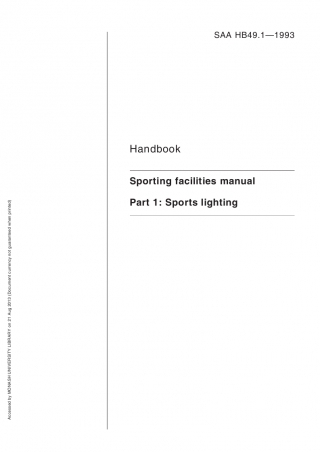 SAA HB49.1—1993
Handbook
Sporting facilities manual
Part 1: Sports lighting
Accessed by MONASH UNIVERSITY LIBRARY on 21 Aug 2013 (Document currency not guaranteed when printed)